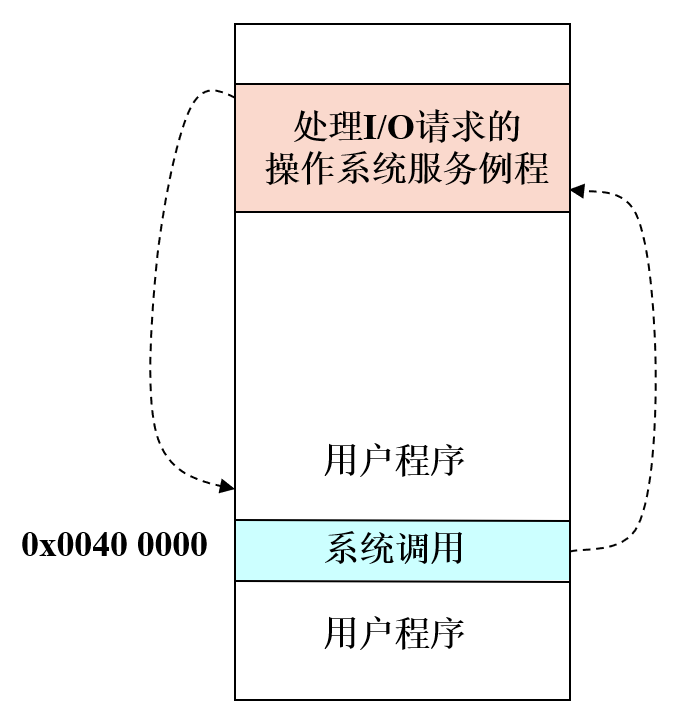 处理I/O请求的
操作系统服务例程
用户程序
0x0040 0000
系统调用
用户程序